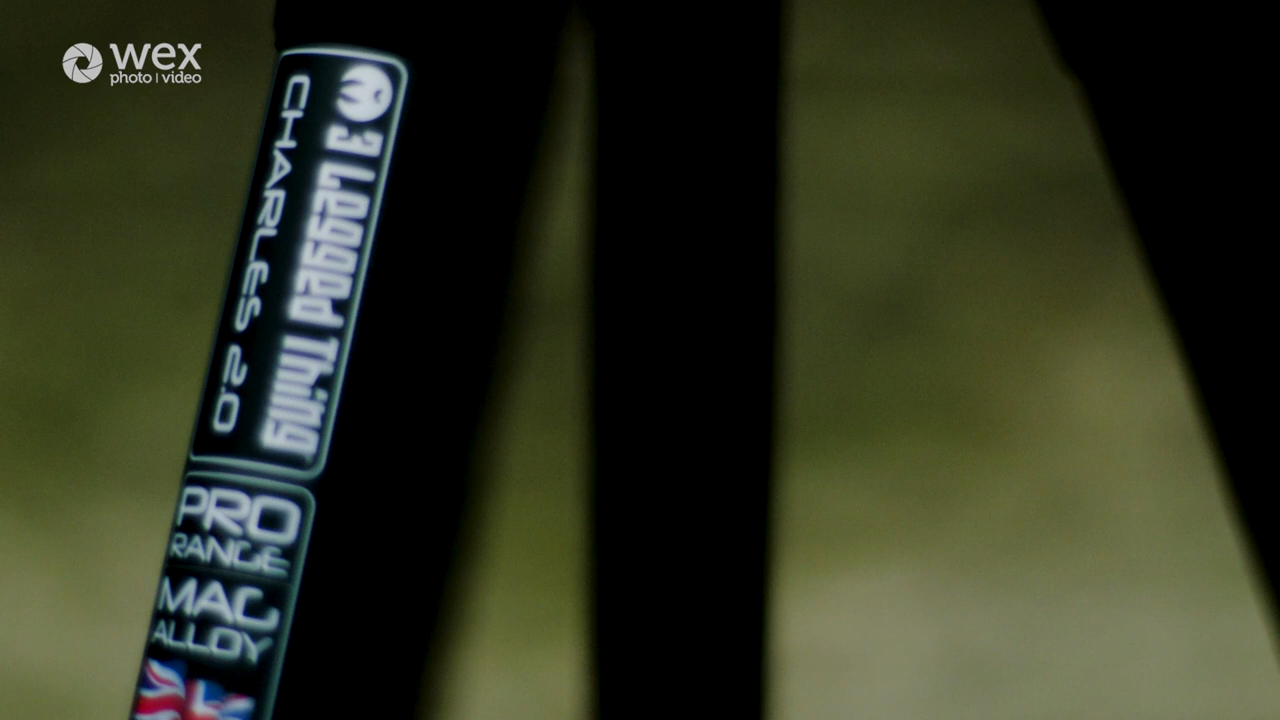 wex
photo | video
3 Legged Thing
CHARLES 2.0
PRO
RANGE
MAG
ALLOY